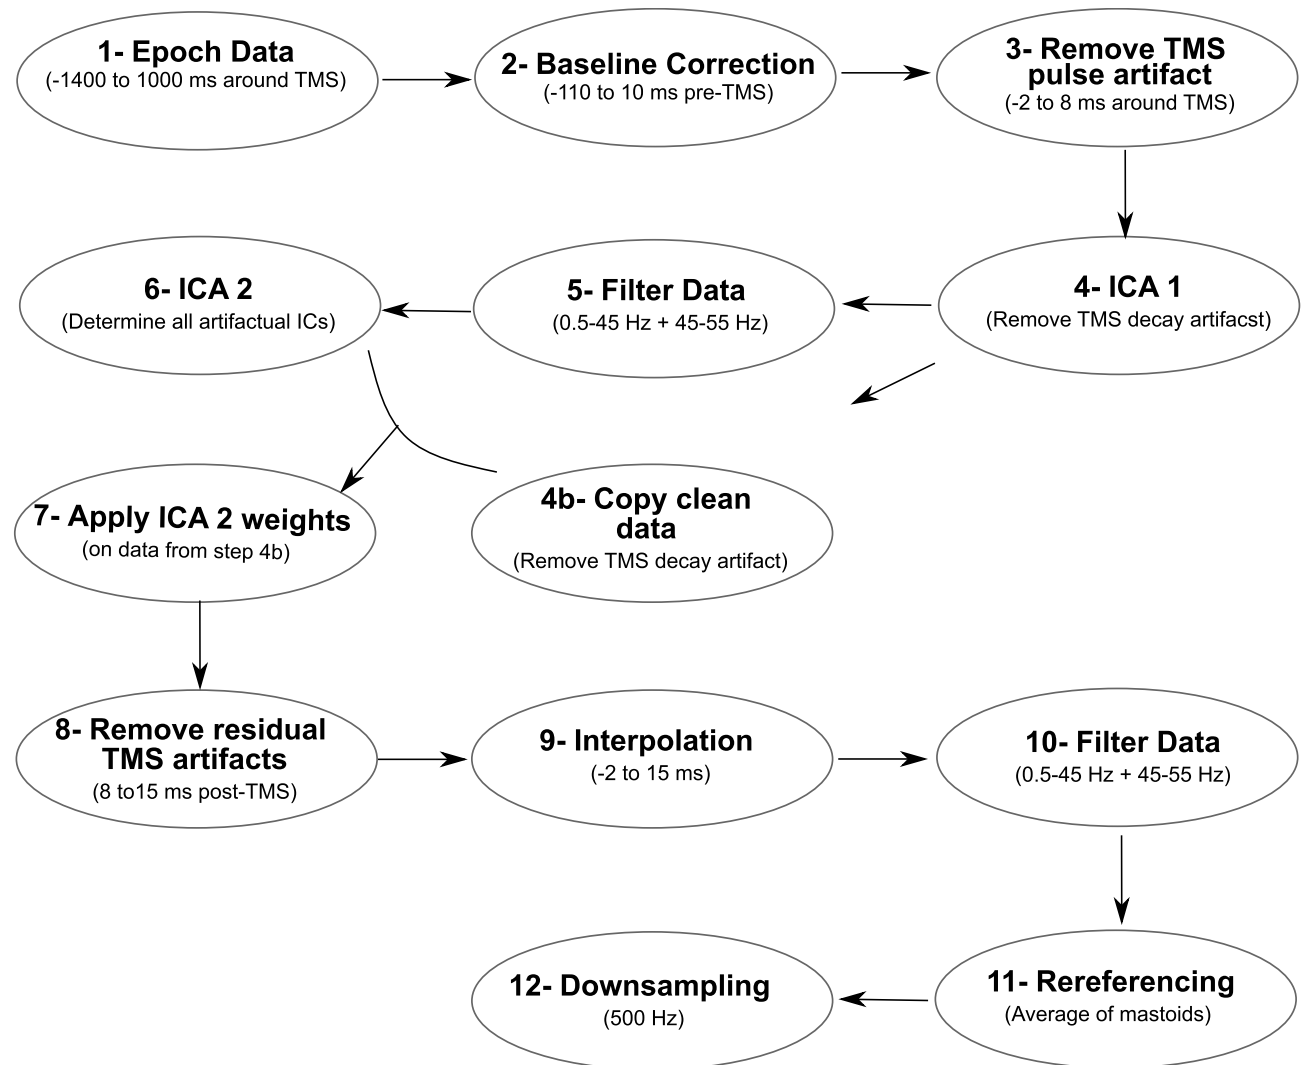 1- Epoch Data
(-1400 to 1000 ms around TMS)
2- Baseline Correction
(-110 to 10 ms pre-TMS)
3- Remove TMS
pulse artifact
(-2 to 8 ms around TMS)
4- ICA 1
(Remove TMS decay artifacst)
5- Filter Data
(0.5-45 Hz + 45-55 Hz)
6- ICA 2
(Determine all artifactual ICs)
4b- Copy clean
data
(Remove TMS decay artifact)
7- Apply ICA 2 weights
(on data from step 4b)
8- Remove residual
TMS artifacts
(8 to15 ms post-TMS)
9- Interpolation
(-2 to 15 ms)
10- Filter Data
(0.5-45 Hz + 45-55 Hz)
11- Rereferencing
(Average of mastoids)
12- Downsampling
(500 Hz)